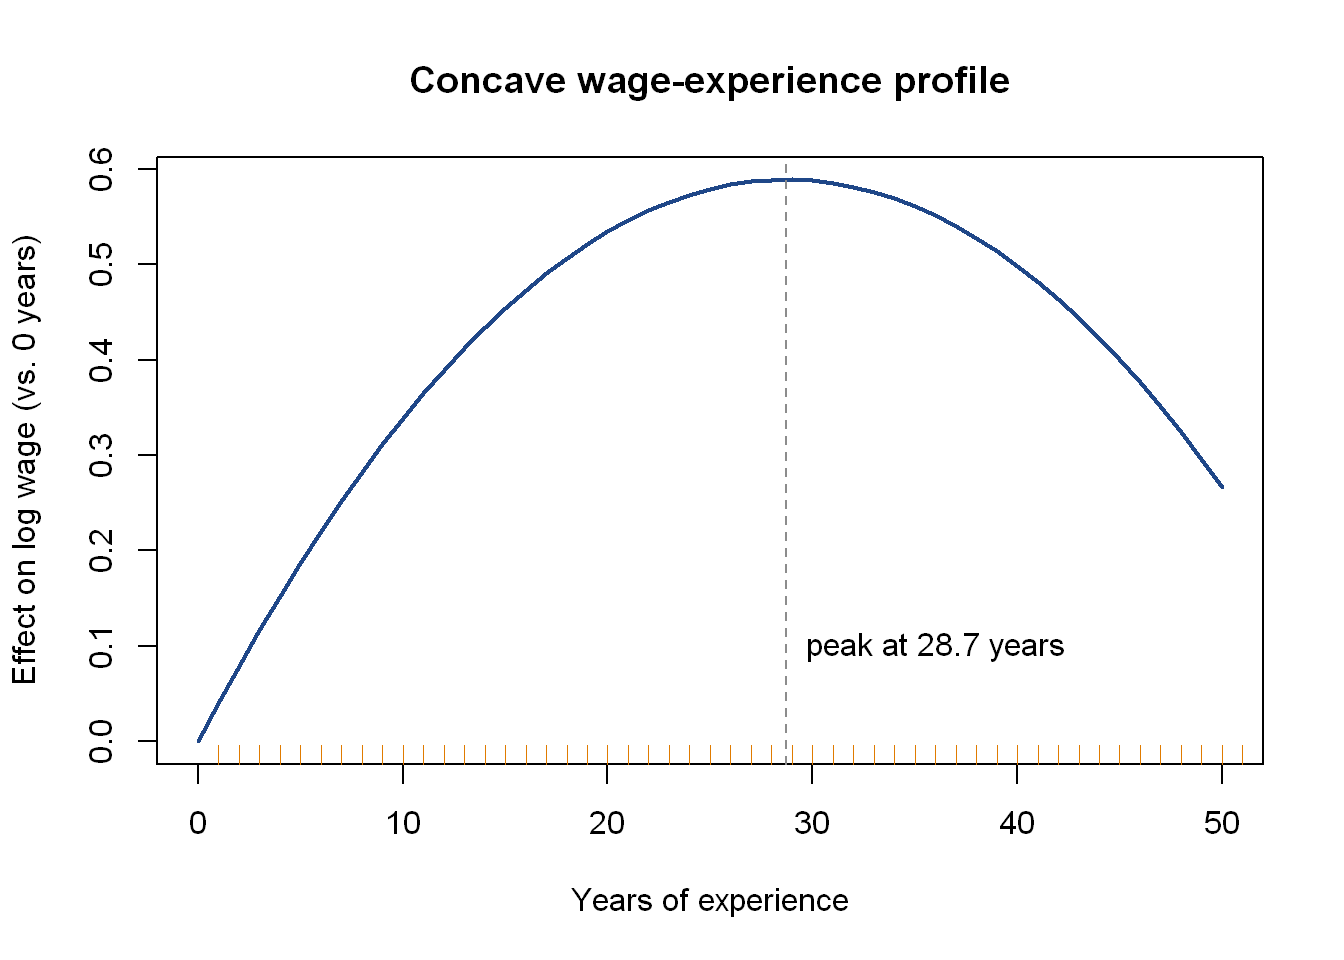 Concave wage-experience profile
Effect on log wage (vs. 0 years)
0.6
0.5
0.4
0.3
0.2
0.1
0.0
peak at 28.7 years
0 10 20 30 40 50
Years of experience